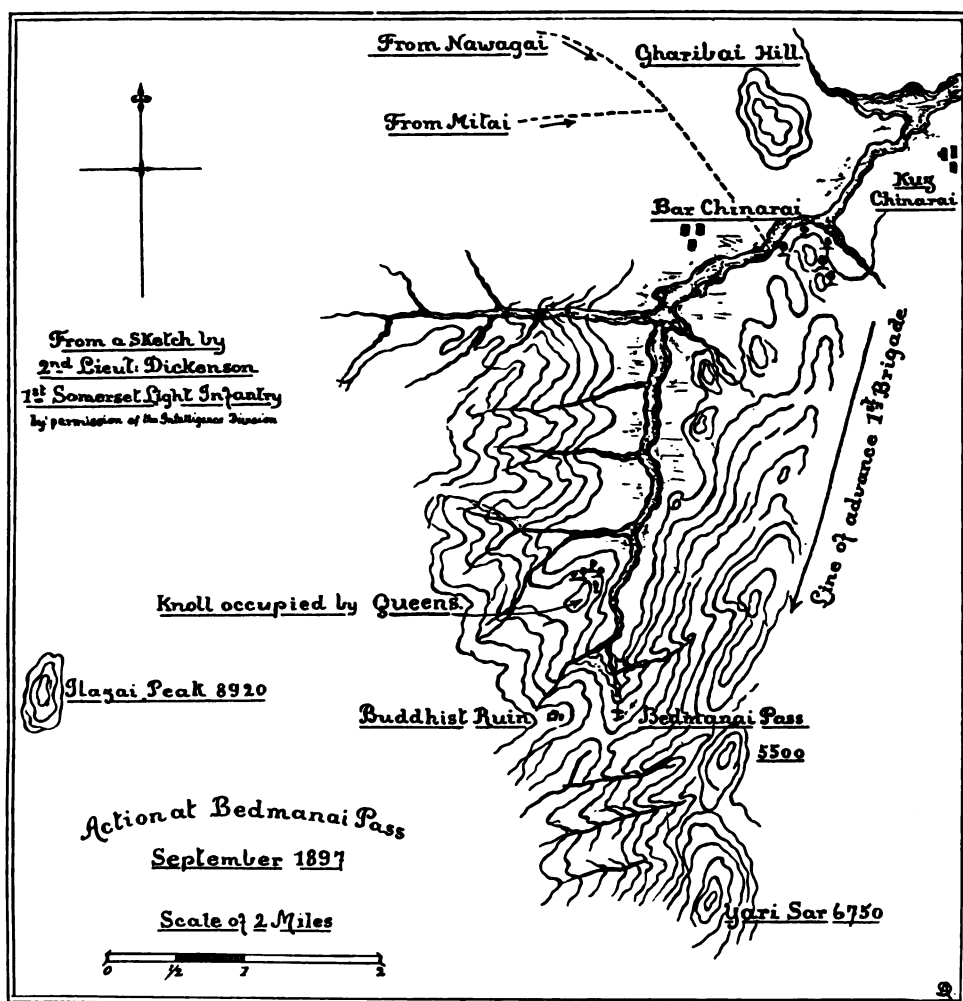 From Nawagai
Gharibai Hill
From Mitai
Kuz
Chinarai
Bar Chinarai
From a Sketch by
2nd Lieut: Dickenson
1st Somerset Light Infantry
by permission of the Intelligence Division
Line of advance 1st Brigade
Knoll occupied by Queens.
Ilazai Peak 8920
Buddhist Ruin
Bedmanai Pass
5500
Action at Bedmanai Pass
September 1897
Scale of 2 Miles
0 1/2 1 2
Yari Sar 6750